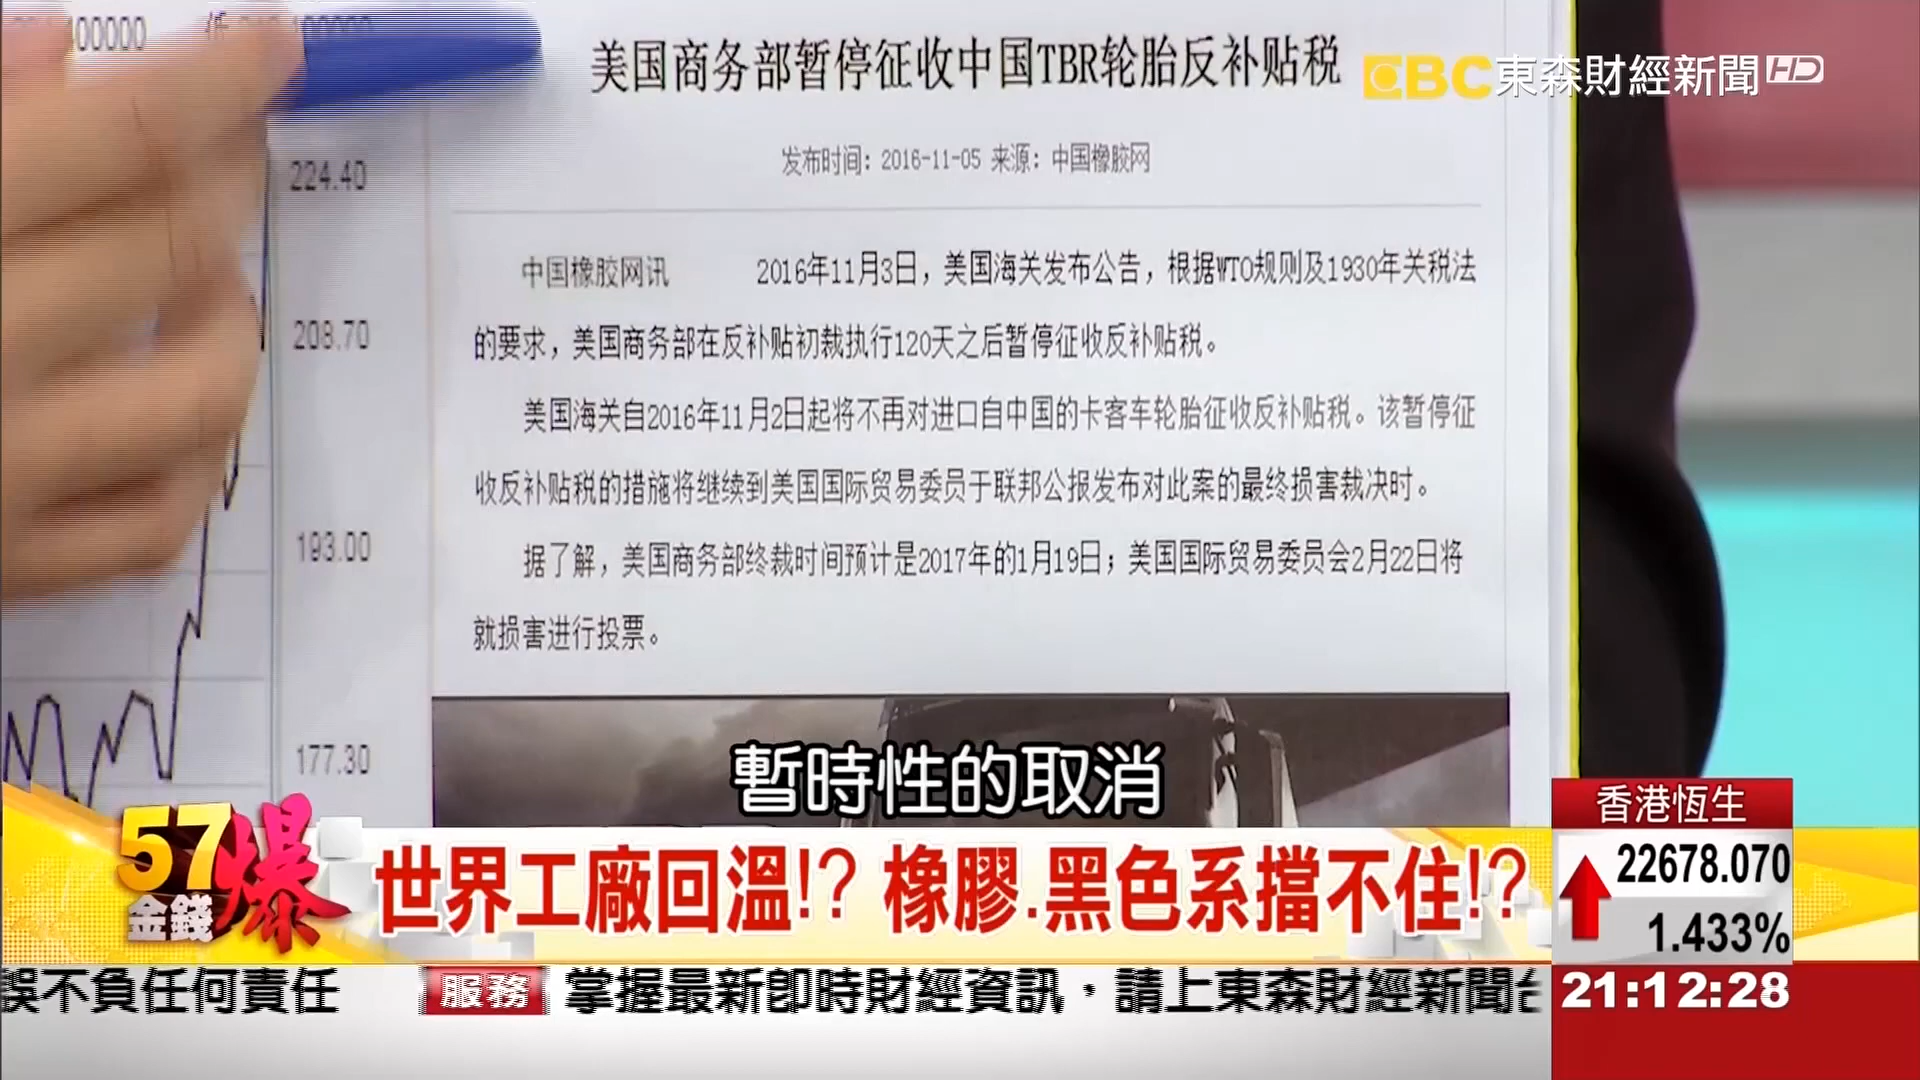 美国商务部暂停征收中国TBR轮胎反补贴税
EBC 東森財經新聞 HD
发布时间：2016-11-05 来源：中国橡胶网
224.40
中国橡胶网讯 2016年11月3日，美国海关发布公告，根据WTO规则及1930年关税法
208.70
的要求，美国商务部在反补贴初裁执行120天之后暂停征收反补贴税。
美国海关自2016年11月2日起将不再对进口自中国的卡客车轮胎征收反补贴税。该暂停征
收反补贴税的措施将继续到美国国际贸易委员于联邦公报发布对此案的最终损害裁决时。
193.00
据了解，美国商务部终裁时间预计是2017年的1月19日；美国国际贸易委员会2月22日将
就损害进行投票。
177.30
暫時性的取消
57金錢爆
世界工廠回溫!? 橡膠.黑色系擋不住!?
香港恆生
22678.070
1.433%
誤不負任何責任 服務 掌握最新即時財經資訊，請上東森財經新聞台
21:12:28